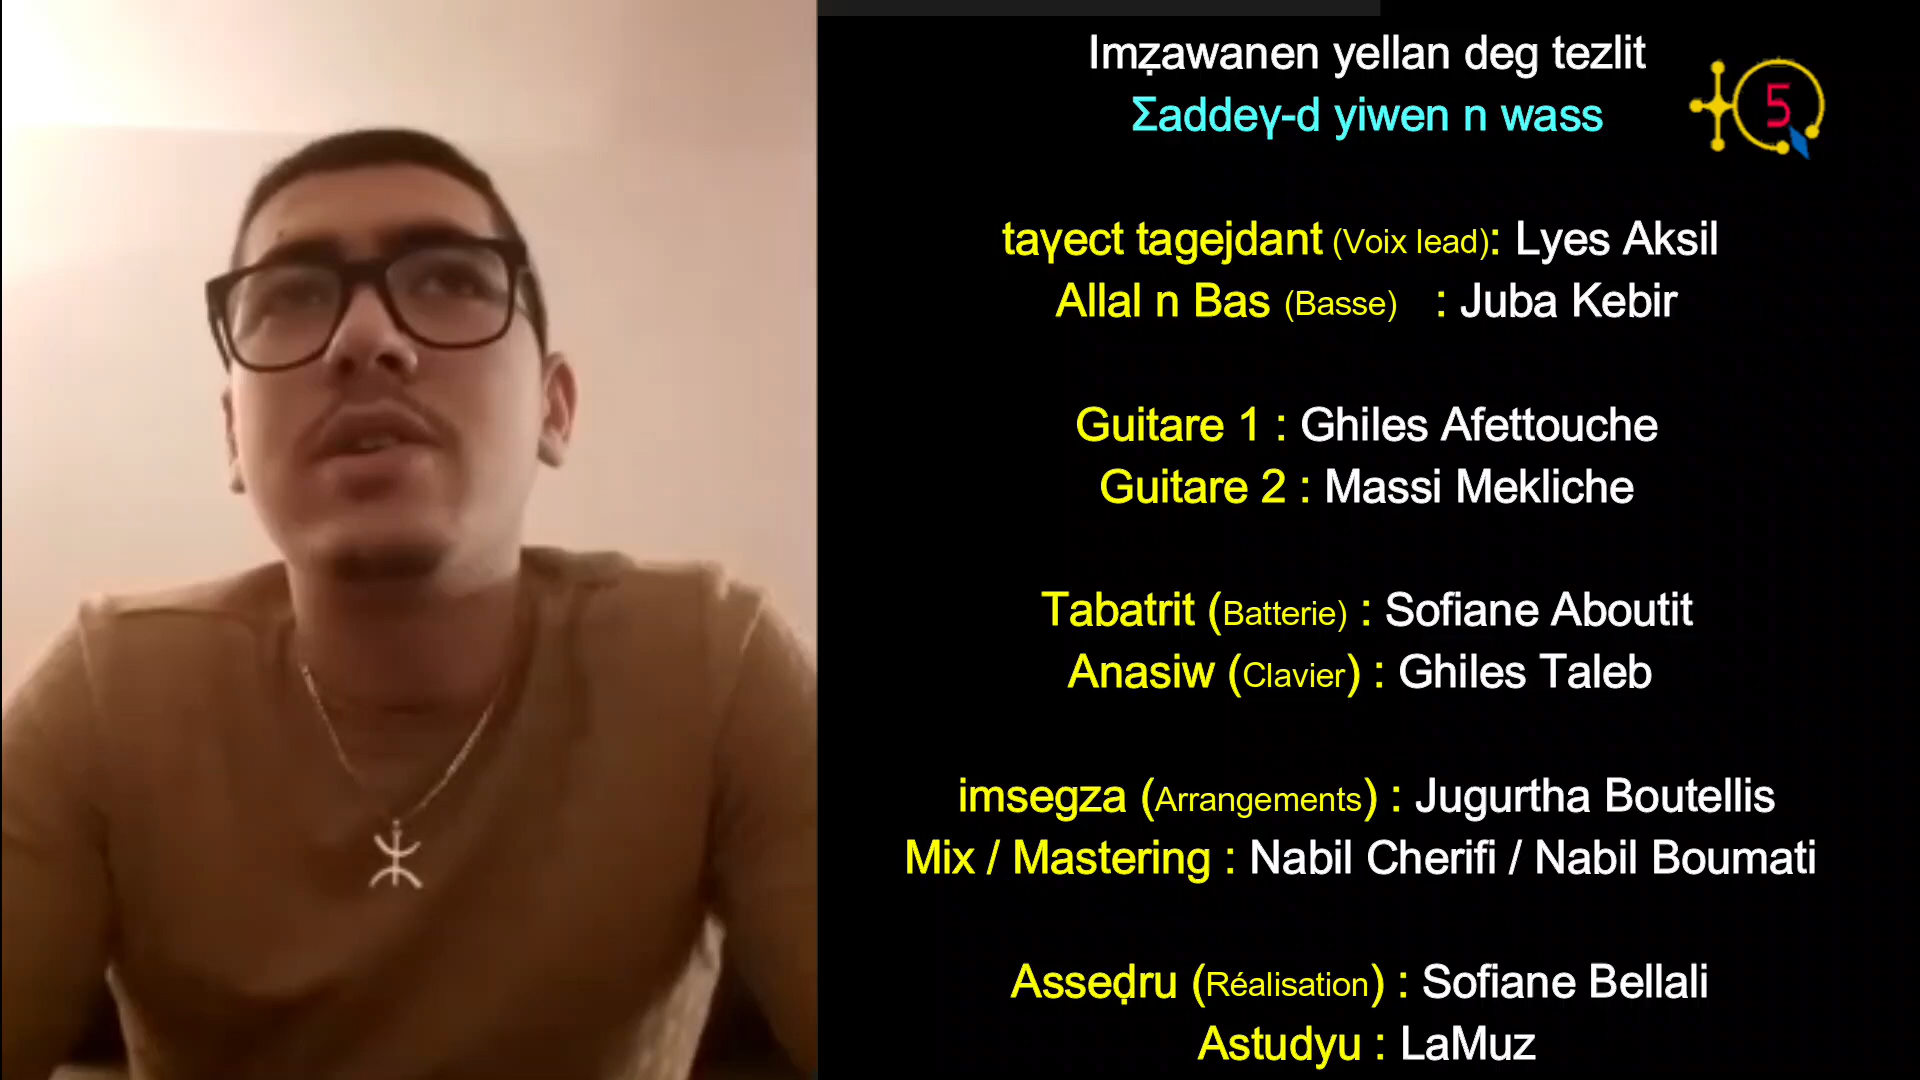 Imẓawanen yellan deg tezlit
Σaddeγ-d yiwen n wass
5
taγect tagejdant (Voix lead): Lyes Aksil
Allal n Bas (Basse) : Juba Kebir
Guitare 1 : Ghiles Afettouche
Guitare 2 : Massi Mekliche
Tabatrit (Batterie) : Sofiane Aboutit
Anasiw (Clavier) : Ghiles Taleb
imsegza (Arrangements) : Jugurtha Boutellis
Mix / Mastering : Nabil Cherifi / Nabil Boumati
Asseḍru (Réalisation) : Sofiane Bellali
Astudyu : LaMuz